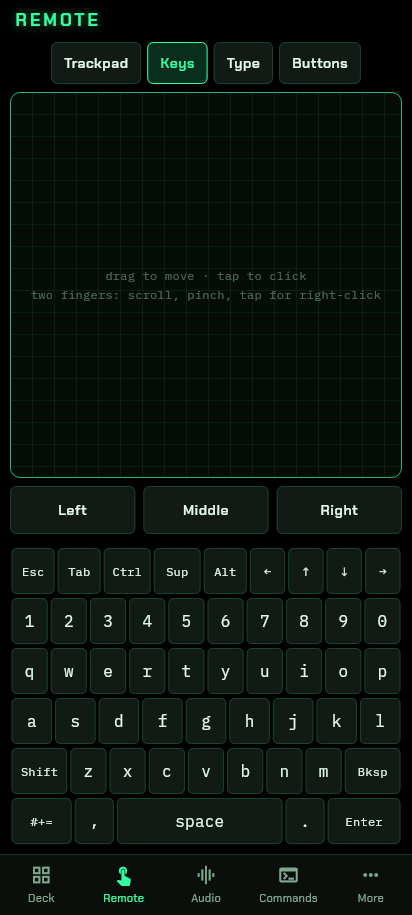 REMOTE
Trackpad Keys Type Buttons
drag to move · tap to click
two fingers: scroll, pinch, tap for right-click
Left Middle Right
Esc Tab Ctrl Sup Alt ← ↑ ↓ →
1 2 3 4 5 6 7 8 9 0
q w e r t y u i o p
a s d f g h j k l
Shift z x c v b n m Bksp
#+= , space . Enter
Deck Remote Audio Commands More